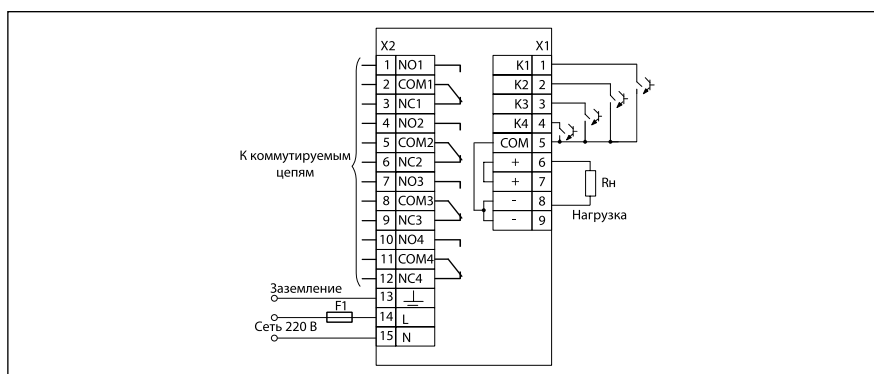 X2
1 NO1
2 COM1
3 NC1
4 NO2
5 COM2
6 NC2
7 NO3
8 COM3
9 NC3
10 NO4
11 COM4
12 NC4
13
14 L
15 N
К коммутируемым
цепям
Заземление
F1
Сеть 220 В
X1
K1 1
K2 2
K3 3
K4 4
COM 5
+ 6
+ 7
- 8
- 9
Rн
Нагрузка